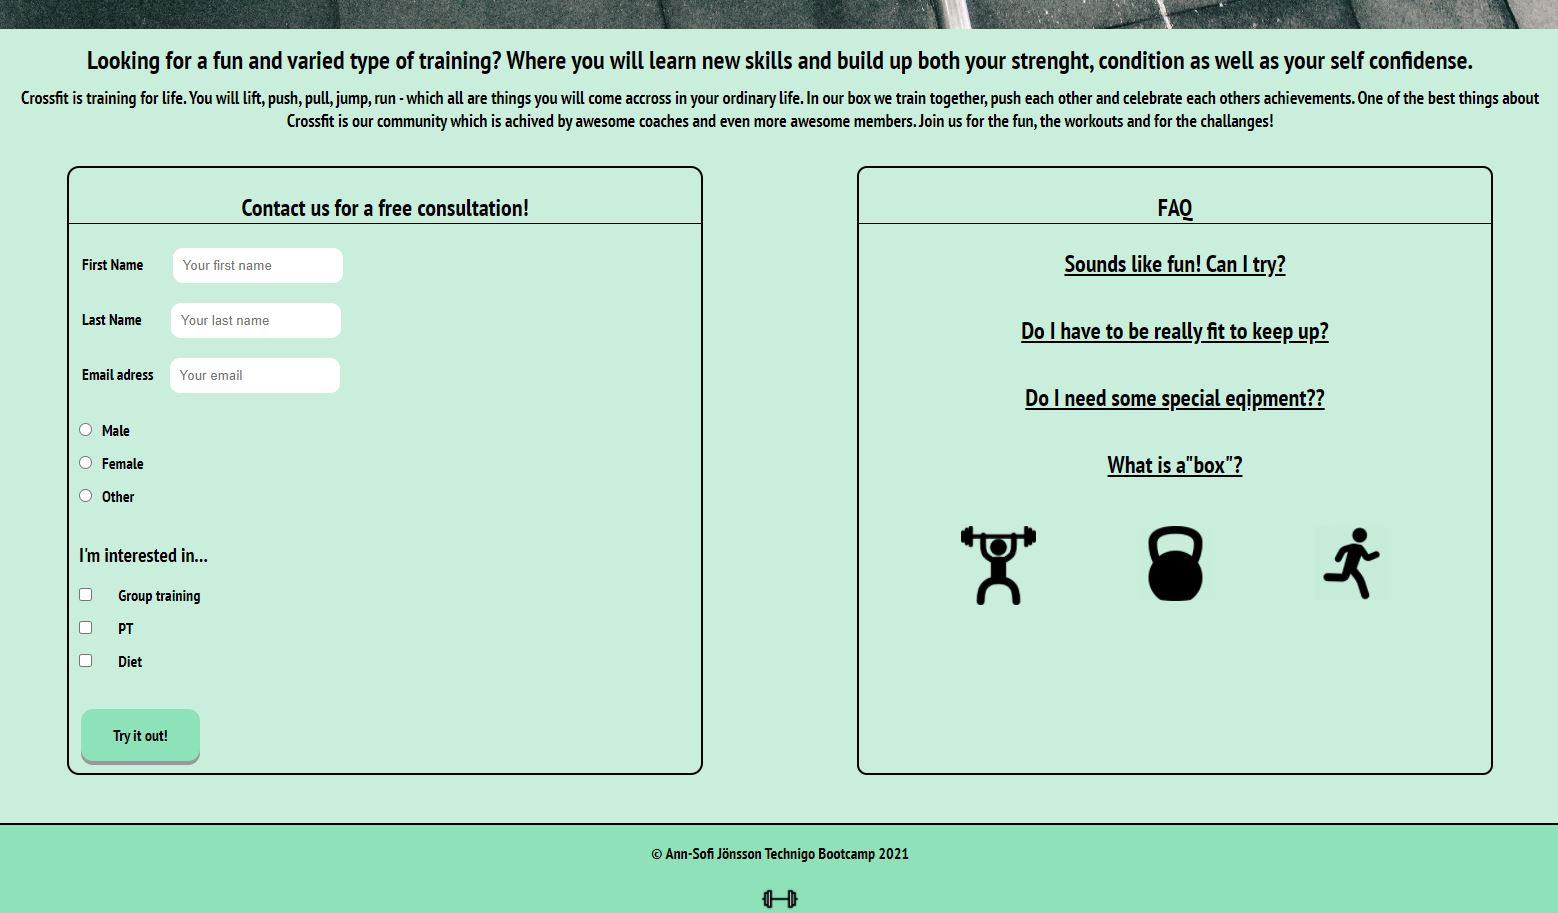 Looking for a fun and varied type of training? Where you will learn new skills and build up both your strenght, condition as well as your self confidense.
Crossfit is training for life. You will lift, push, pull, jump, run - which all are things you will come accross in your ordinary life. In our box we train together, push each other and celebrate each others achievements. One of the best things about
Crossfit is our community which is achived by awesome coaches and even more awesome members. Join us for the fun, the workouts and for the challanges!
Contact us for a free consultation!
First Name
Your first name
Last Name
Your last name
Email adress
Your email
Male
Female
Other
I'm interested in...
Group training
PT
Diet
Try it out!
FAQ
Sounds like fun! Can I try?
Do I have to be really fit to keep up?
Do I need some special eqipment??
What is a"box"?
© Ann-Sofi Jönsson Technigo Bootcamp 2021